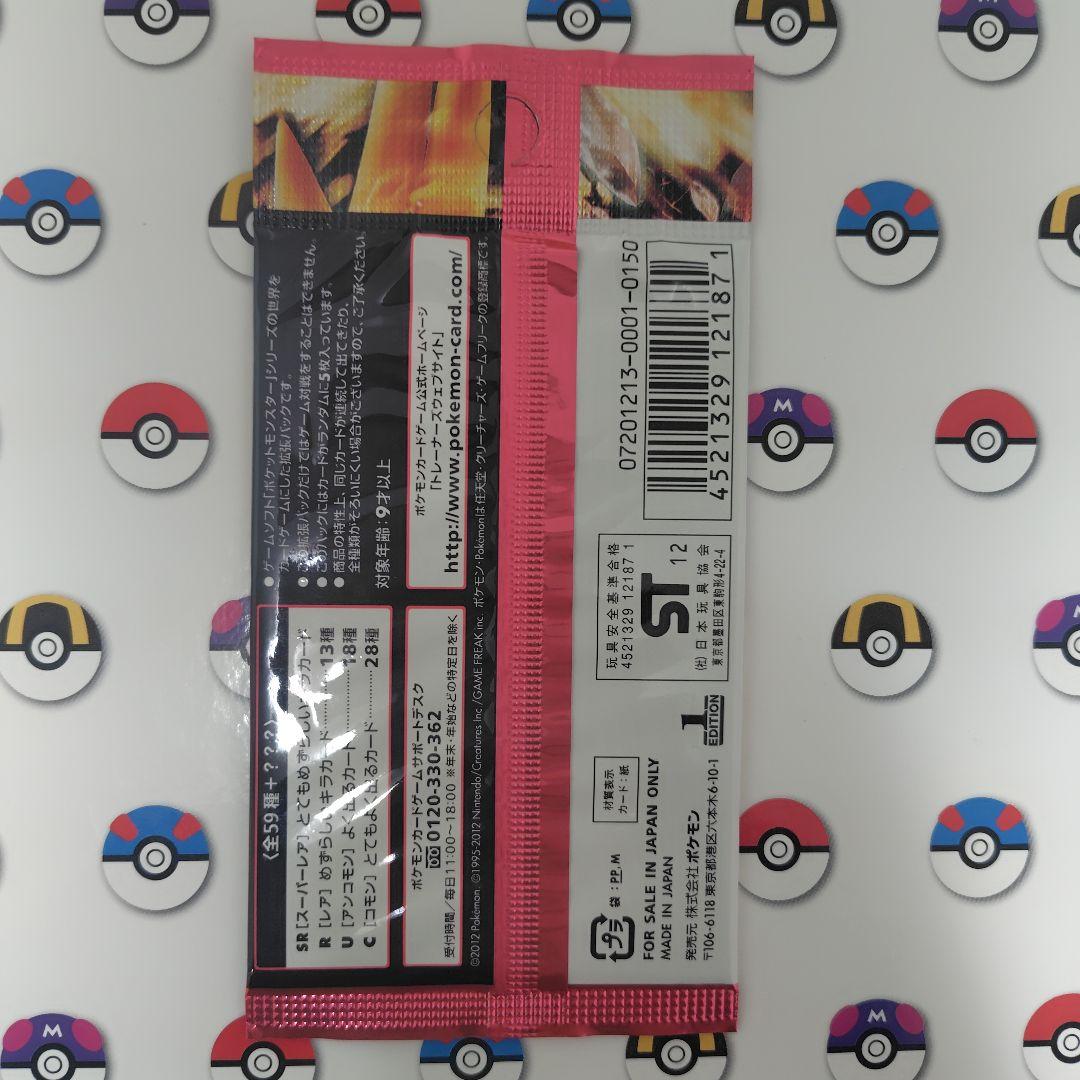 ●ゲームソフト「ポケットモンスター」シリーズの世界を
カードゲームにした拡張パックです。
●この拡張パックだけではゲーム対戦をすることはできません。
●このパックにはカードがランダムに5枚入っています。
●商品の特性上、同じカードが連続して出てきたり、
全種類がそろいにくい場合がございますので、ご了承ください。
対象年齢：9才以上
〈全59種＋？？？〉
SR［スーパーレア］とてもめずらしいキラカード
R［レア］めずらしいキラカード………13種
U［アンコモン］よく出るカード………18種
C［コモン］とてもよく出るカード………28種
ポケモンカードゲーム公式ホームページ
「トレーナーズウェブサイト」
http://www.pokemon-card.com/
ポケモンカードゲームサポートデスク
0120-330-362
受付時間／毎日11:00～18:00 ※年末・年始などの特定日を除く
©2012 Pokémon. ©1995-2012 Nintendo/Creatures Inc./GAME FREAK inc. ポケモン・Pokémonは任天堂・クリーチャーズ・ゲームフリークの登録商標です。
0720 1213-0001-0150
4521329121871
玩具安全基準合格
4521329 121871
ST 12
(社)日本玩具協会
東京都墨田区東駒形4-22-4
1
EDITION
材質表示
カード：紙
プラ
袋：PP, M
FOR SALE IN JAPAN ONLY
MADE IN JAPAN
発売元 株式会社ポケモン
〒106-6118 東京都港区六本木6-10-1
M
M
M
M